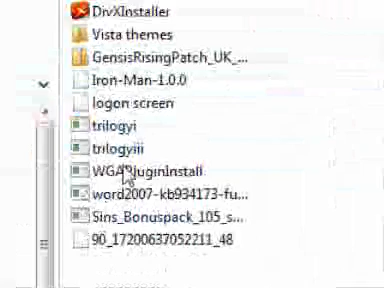 DivXInstaller
Vista themes
GensisRisingPatch_UK_...
Iron-Man-1.0.0
logon screen
trilogyi
trilogyiii
WGAPluginInstall
word2007-kb934173-fu...
Sins_Bonuspack_105_s...
90_17200637052211_48